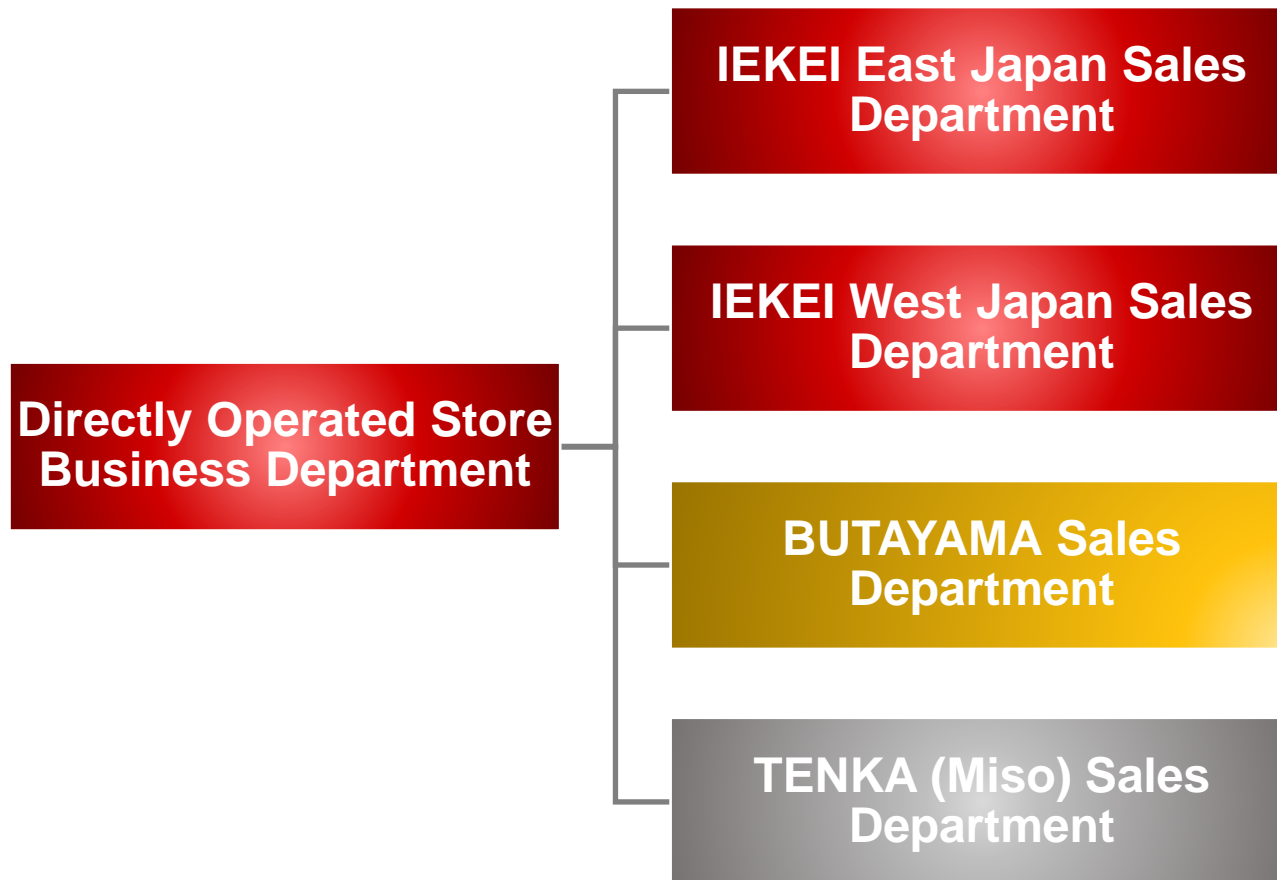 IEKEI East Japan Sales
Department
IEKEI West Japan Sales
Department
Directly Operated Store
Business Department
BUTAYAMA Sales
Department
TENKA (Miso) Sales
Department